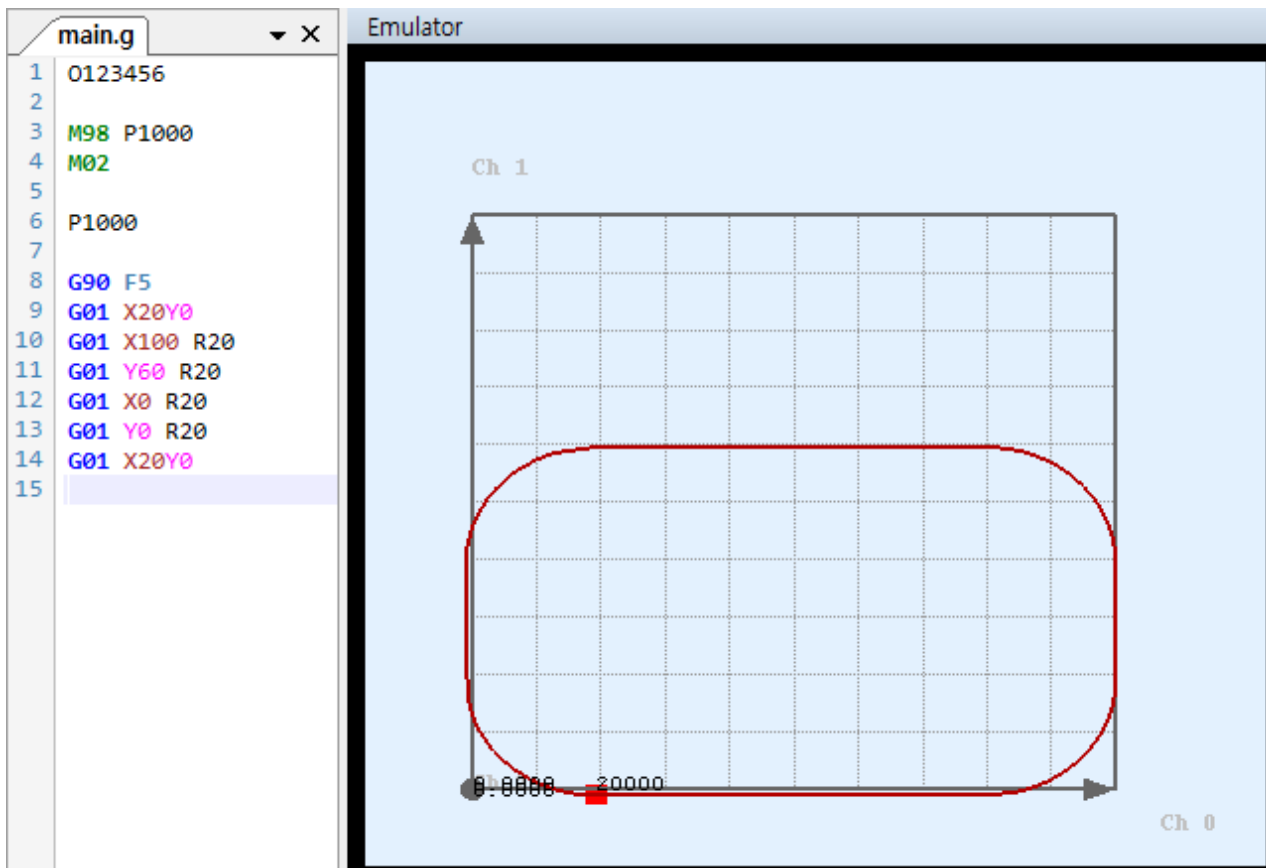 main.g
Emulator
1 O123456
2
3 M98 P1000
4 M02
5
6 P1000
7
8 G90 F5
9 G01 X20Y0
10 G01 X100 R20
11 G01 Y60 R20
12 G01 X0 R20
13 G01 Y0 R20
14 G01 X20Y0
15
Ch 1
20000
Ch 0